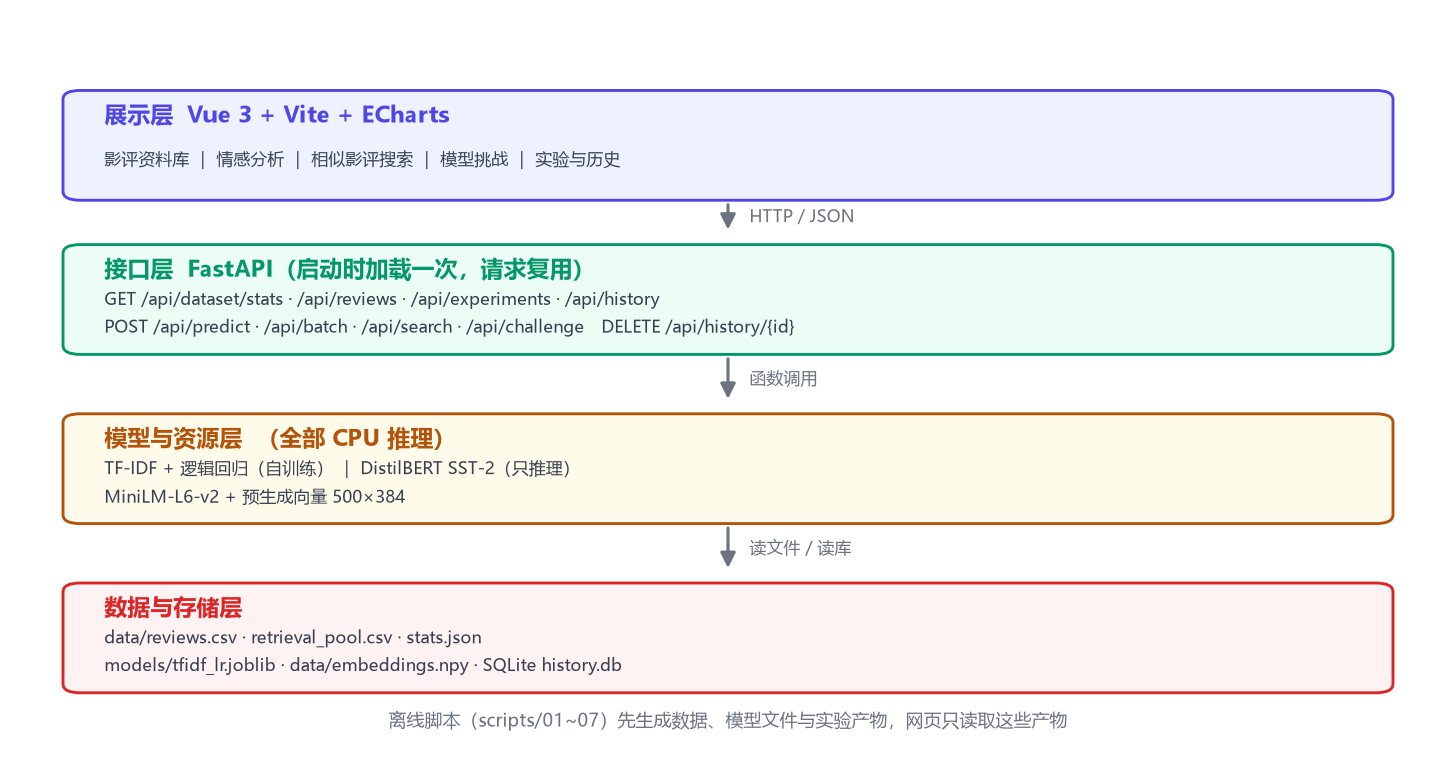 展示层  Vue 3 + Vite + ECharts
影评资料库 | 情感分析 | 相似影评搜索 | 模型挑战 | 实验与历史
HTTP / JSON
接口层  FastAPI（启动时加载一次，请求复用）
GET /api/dataset/stats · /api/reviews · /api/experiments · /api/history
POST /api/predict · /api/batch · /api/search · /api/challenge   DELETE /api/history/{id}
函数调用
模型与资源层  （全部 CPU 推理）
TF-IDF + 逻辑回归（自训练） | DistilBERT SST-2（只推理）
MiniLM-L6-v2 + 预生成向量 500×384
读文件 / 读库
数据与存储层
data/reviews.csv · retrieval_pool.csv · stats.json
models/tfidf_lr.joblib · data/embeddings.npy · SQLite history.db
离线脚本（scripts/01~07）先生成数据、模型文件与实验产物，网页只读取这些产物